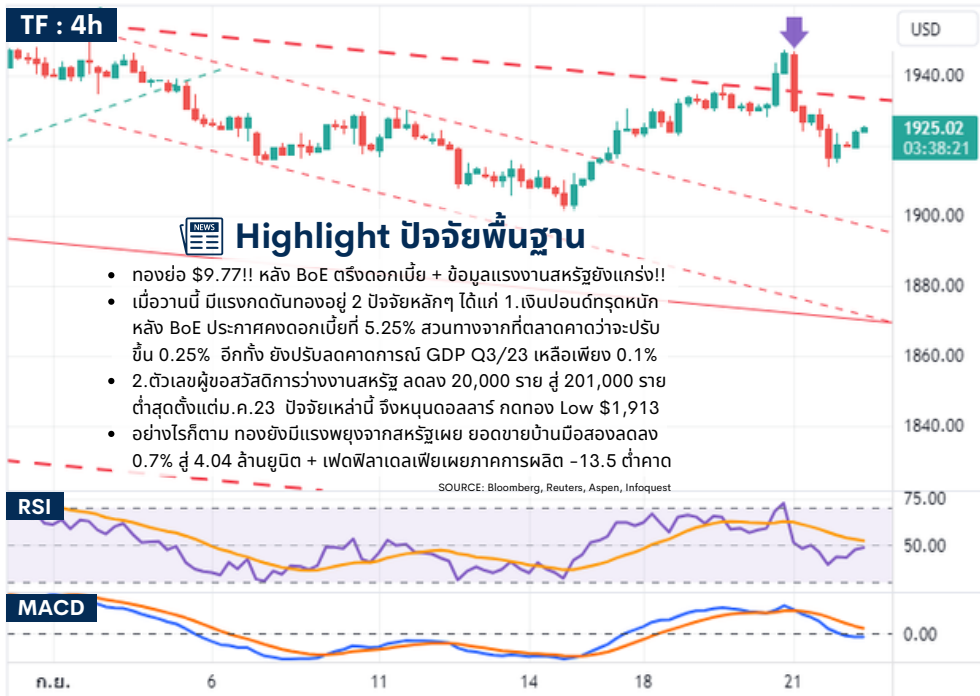 TF : 4h
USD
1940.00
1925.02
03:38:21
1900.00
1880.00
1860.00
1840.00
NEWS
Highlight ปัจจัยพื้นฐาน
• ทองย่อ $9.77!! หลัง BoE ตรึงดอกเบี้ย + ข้อมูลแรงงานสหรัฐยังแกร่ง!!
• เมื่อวานนี้ มีแรงกดดันทองอยู่ 2 ปัจจัยหลักๆ ได้แก่ 1.เงินปอนด์ทรุดหนัก
หลัง BoE ประกาศคงดอกเบี้ยที่ 5.25% สวนทางจากที่ตลาดคาดว่าจะปรับ
ขึ้น 0.25% อีกทั้ง ยังปรับลดคาดการณ์ GDP Q3/23 เหลือเพียง 0.1%
• 2.ตัวเลขผู้ขอสวัสดิการว่างงานสหรัฐ ลดลง 20,000 ราย สู่ 201,000 ราย
ต่ำสุดตั้งแต่ม.ค.23 ปัจจัยเหล่านี้ จึงหนุนดอลลาร์ กดทอง Low $1,913
• อย่างไรก็ตาม ทองยังมีแรงพยุงจากสหรัฐเผย ยอดขายบ้านมือสองลดลง
0.7% สู่ 4.04 ล้านยูนิต + เฟดฟิลาเดลเฟียเผยภาคการผลิต -13.5 ต่ำคาด
SOURCE: Bloomberg, Reuters, Aspen, Infoquest
RSI
75.00
50.00
MACD
0.00
ก.ย. 6 11 14 18 21